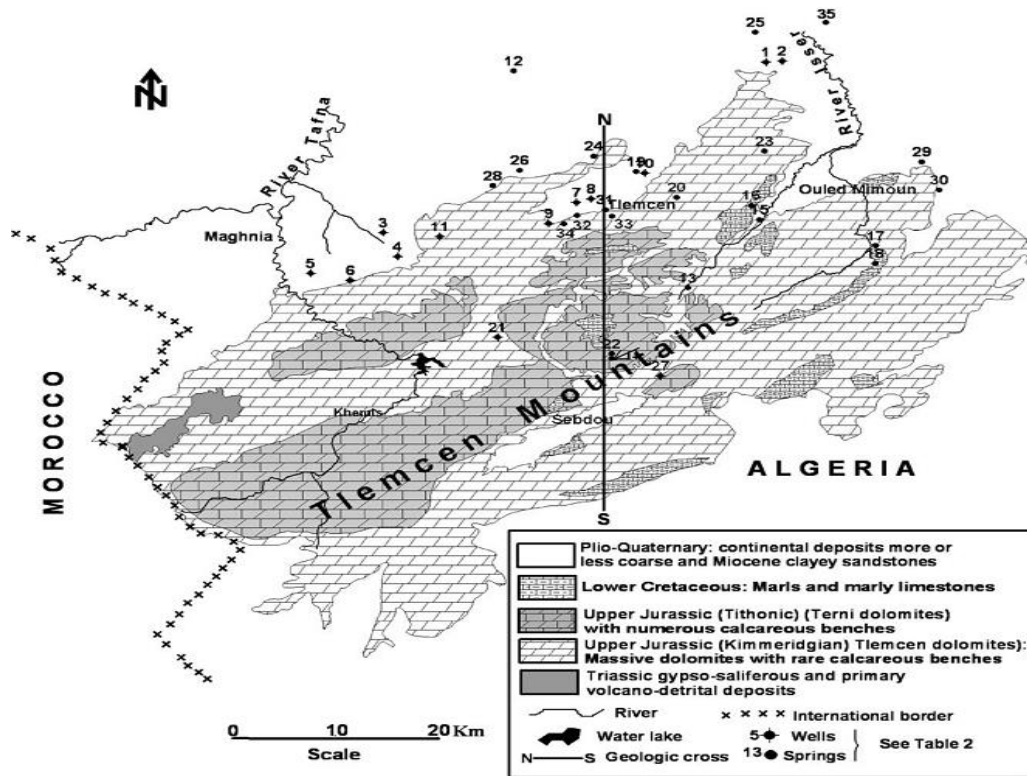 35
25
1 2
12
N
River Isser
River Tafna
N
23
24
19 10
29
26
28
20
Ouled Mimoun
30
8
7
31
Tlemcen
16
15
9
34
32
33
3
Maghnia
11
4
17
18
5
6
13
21
22
14
27
MOROCCO
Khemis
Sebdou
Tlemcen Mountains
ALGERIA
S
Plio-Quaternary: continental deposits more or
less coarse and Miocene clayey sandstones
Lower Cretaceous: Marls and marly limestones
Upper Jurassic (Tithonic) (Terni dolomites)
with numerous calcareous benches
Upper Jurassic (Kimmeridgian) Tlemcen dolomites):
Massive dolomites with rare calcareous benches
Triassic gypso-saliferous and primary
volcano-detrital deposits
River
International border
Water lake
5 Wells
See Table 2
N S Geologic cross
13 Springs
0 10 20 Km
Scale